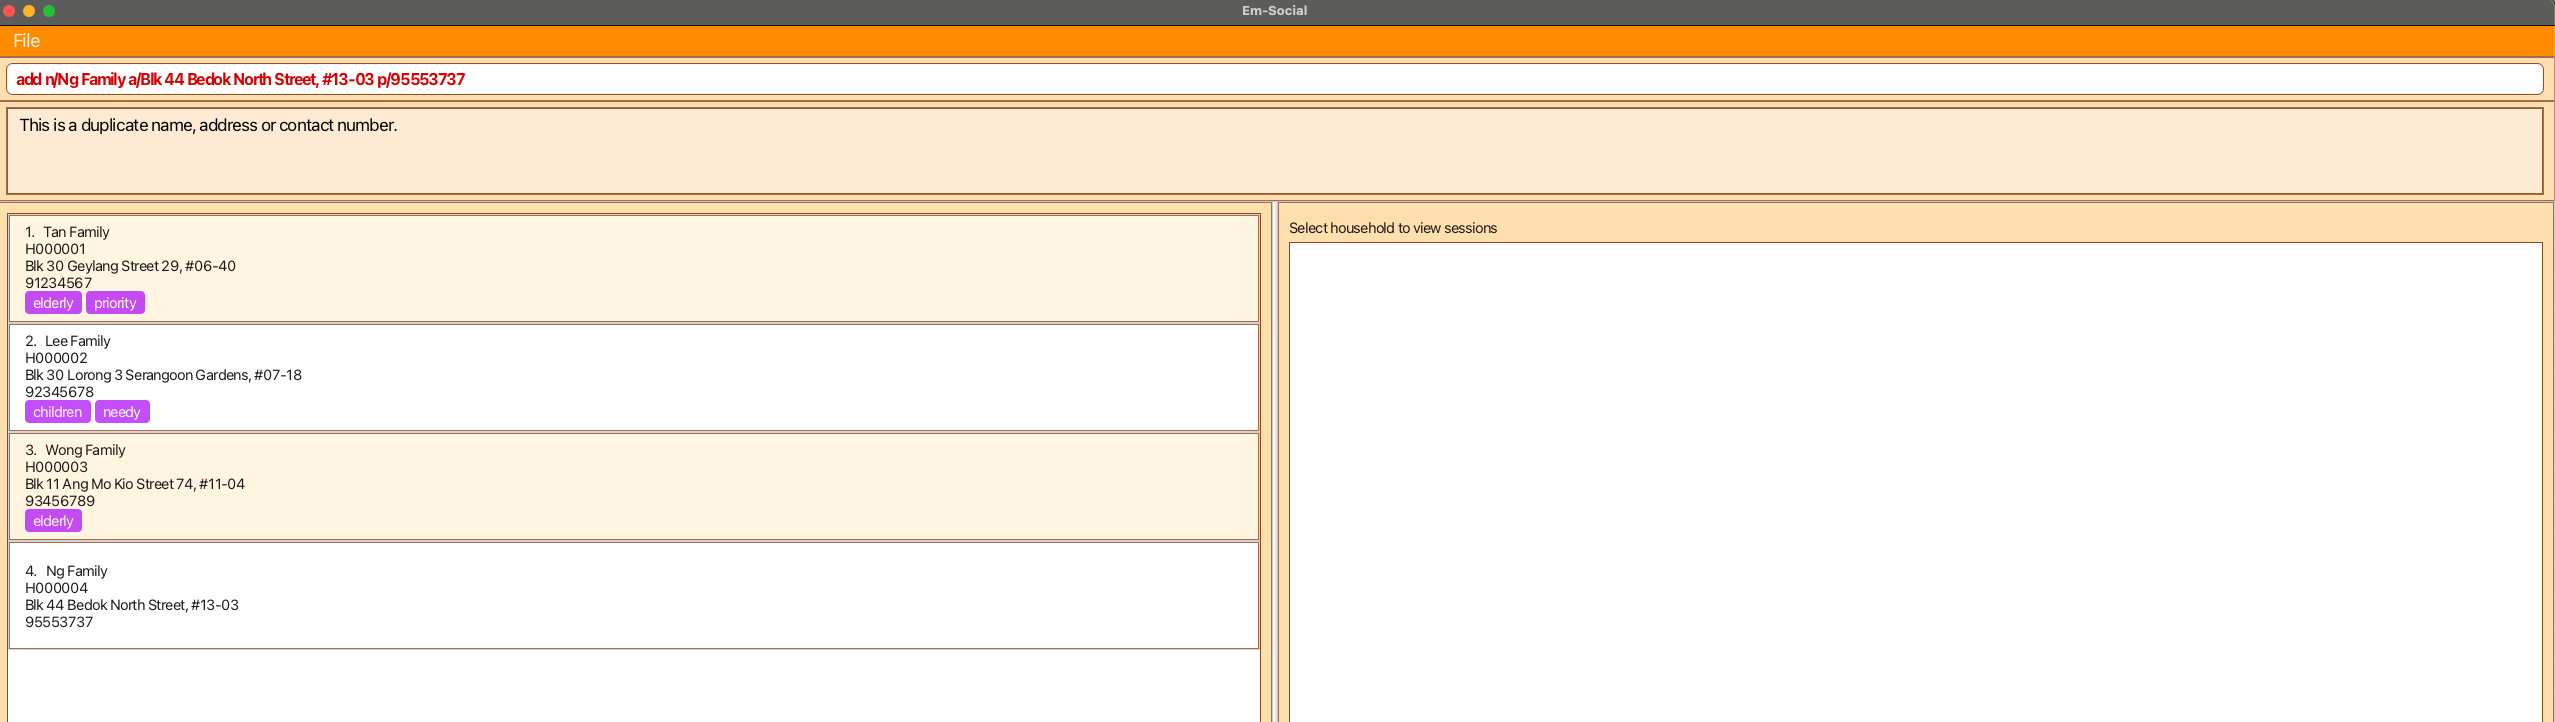 Em-Social
File
add n/Ng Family a/Blk 44 Bedok North Street, #13-03 p/95553737
This is a duplicate name, address or contact number.
1. Tan Family
H000001
Blk 30 Geylang Street 29, #06-40
91234567
elderly priority
2. Lee Family
H000002
Blk 30 Lorong 3 Serangoon Gardens, #07-18
92345678
children needy
3. Wong Family
H000003
Blk 11 Ang Mo Kio Street 74, #11-04
93456789
elderly
4. Ng Family
H000004
Blk 44 Bedok North Street, #13-03
95553737
Select household to view sessions